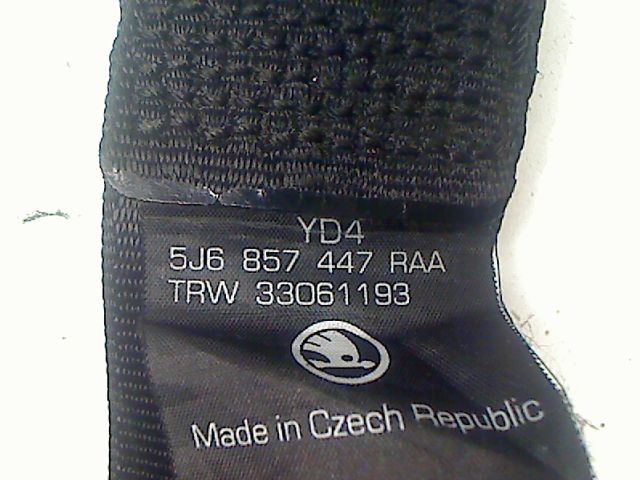 YD4
5J6 857 447 RAA
TRW 33061193
Made in Czech Republic